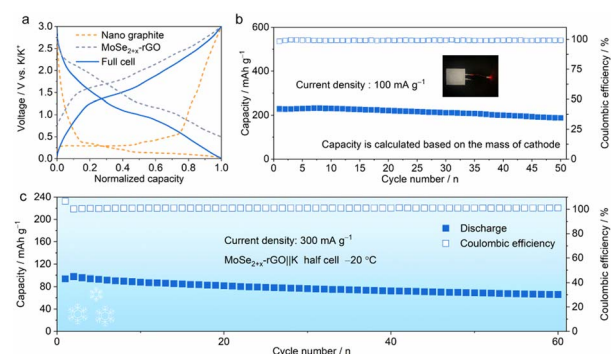 a
Voltage / V vs. K/K⁺
3.0
2.5
2.0
1.5
1.0
0.5
0.0
Nano graphite
MoSe₂₊ₓ-rGO
Full cell
0.0 0.2 0.4 0.6 0.8 1.0
Normalized capacity
b
Capacity / mAh g⁻¹
600
400
200
0
Current density : 100 mA g⁻¹
Capacity is calculated based on the mass of cathode
100
75
50
25
0
Coulombic efficiency / %
0 5 10 15 20 25 30 35 40 45 50
Cycle number / n
c
Capacity / mAh g⁻¹
240
200
160
120
80
40
0
Current density: 300 mA g⁻¹
MoSe₂₊ₓ-rGO||K half cell −20 °C
Discharge
Coulombic efficiency
100
80
60
40
20
0
Coulombic efficiency / %
0 20 40 60
Cycle number / n